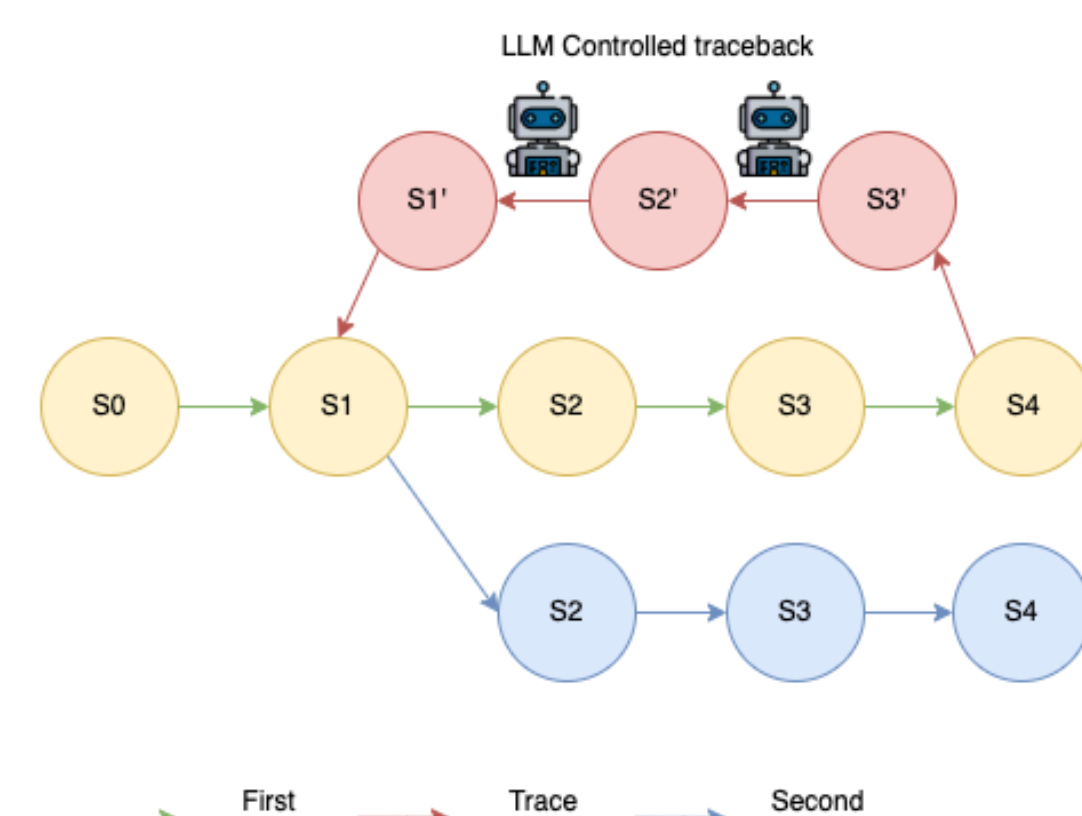 LLM Controlled traceback
S1' S2' S3'
S0 S1 S2 S3 S4
S2 S3 S4
First Trace Second